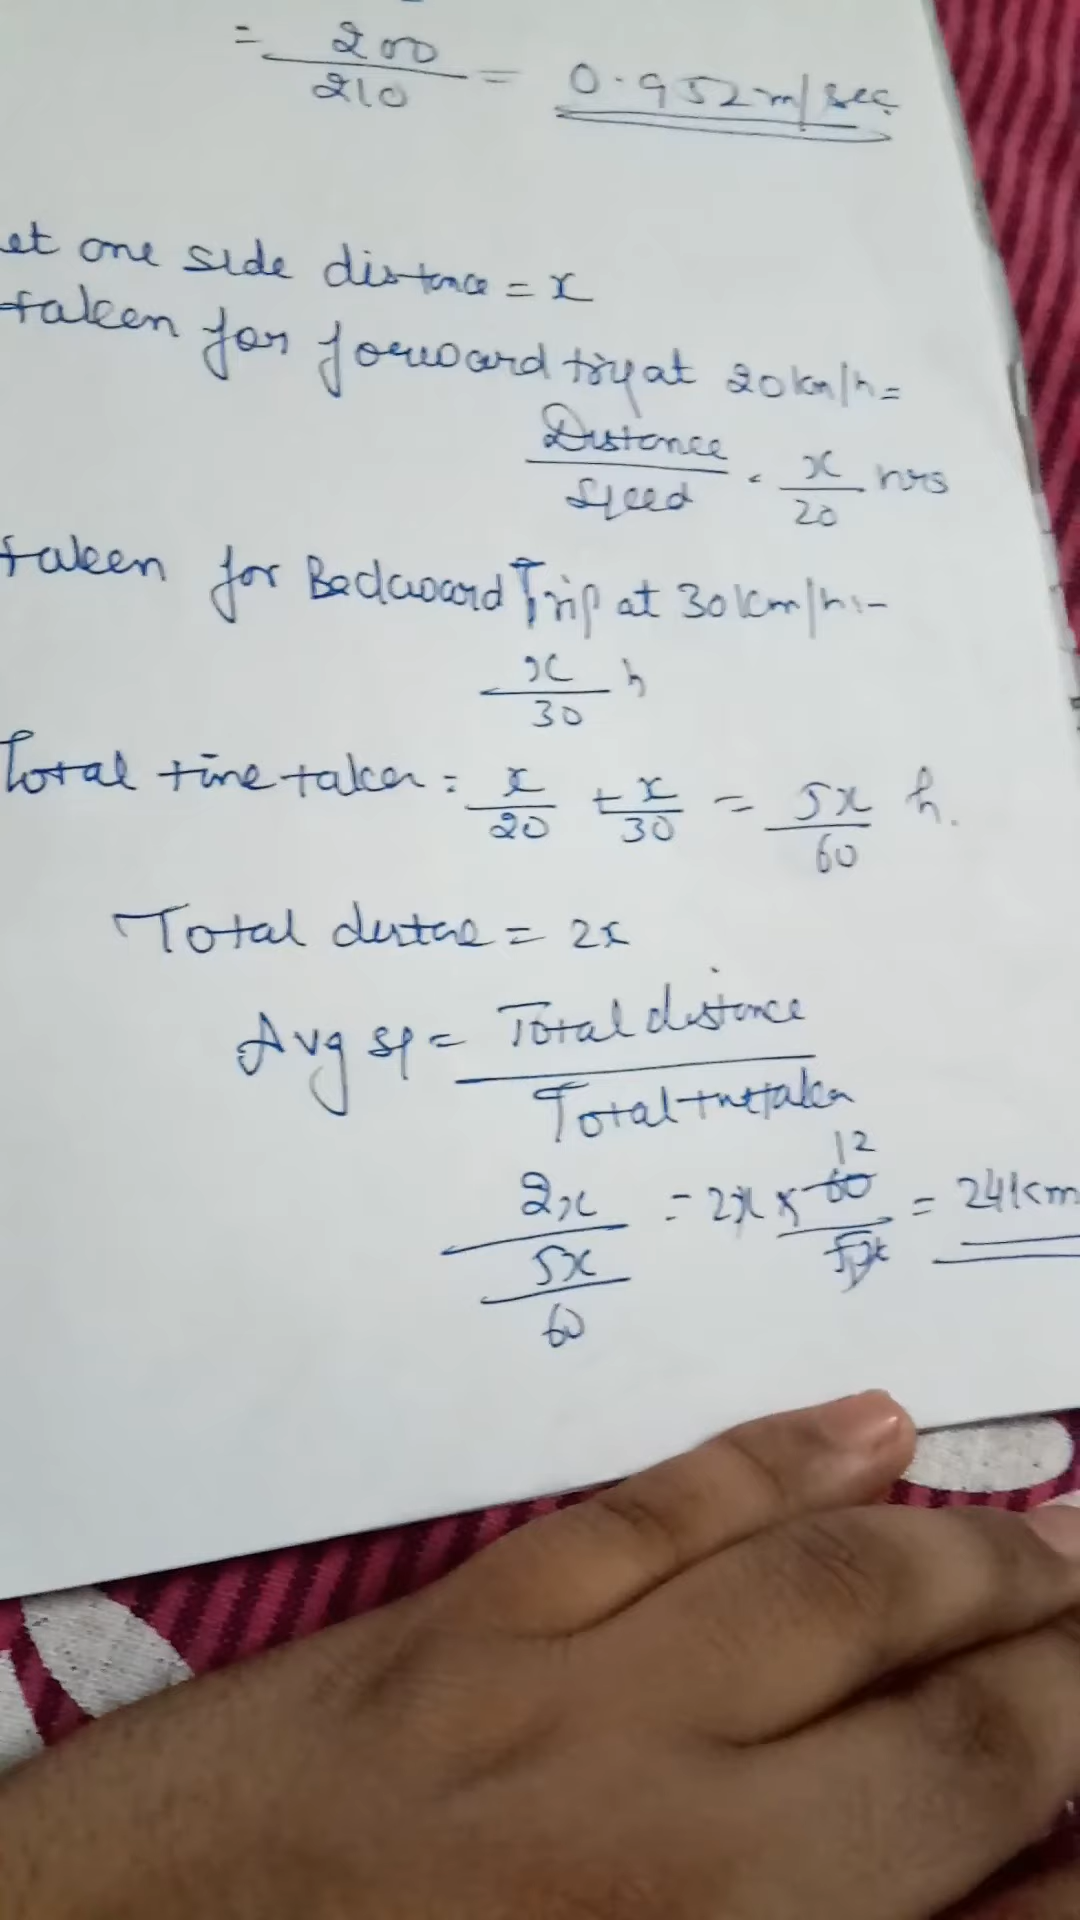 = 200/210 = 0.952 m/sec
et one side distance = x
taken for forward trip at 20 km/h =
Distance/Speed = x/20 hrs
taken for Backward Trip at 30 km/h :-
x/30 h
Total time taken = x/20 + x/30 = 5x/60 h.
Total distance = 2x
Avg sp = Total distance/Total time taken
2x/5x/60 = 2x × 60/5x 12 = 24 km